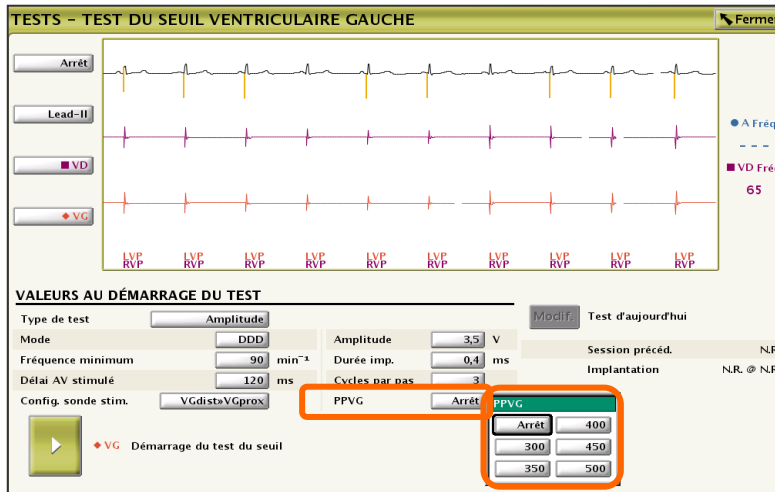 TESTS – TEST DU SEUIL VENTRICULAIRE GAUCHE
Fermer
Arrêt
Lead-II
A Fréq
VD
- - -
VD Fré
65
VG
LVP LVP LVP LVP LVP LVP LVP LVP LVP LVP
RVP RVP RVP RVP RVP RVP RVP RVP RVP RVP
VALEURS AU DÉMARRAGE DU TEST
Modif. Test d'aujourd'hui
Type de test Amplitude
Mode DDD Amplitude 3,5 V
Session précéd. N.R
Fréquence minimum 90 min⁻¹ Durée imp. 0,4 ms
Implantation N.R. @ N.R
Délai AV stimulé 120 ms Cycles par pas 3
Config. sonde stim. VGdist»VGprox PPVG Arrêt
PPVG
Arrêt 400
300 450
350 500
VG Démarrage du test du seuil